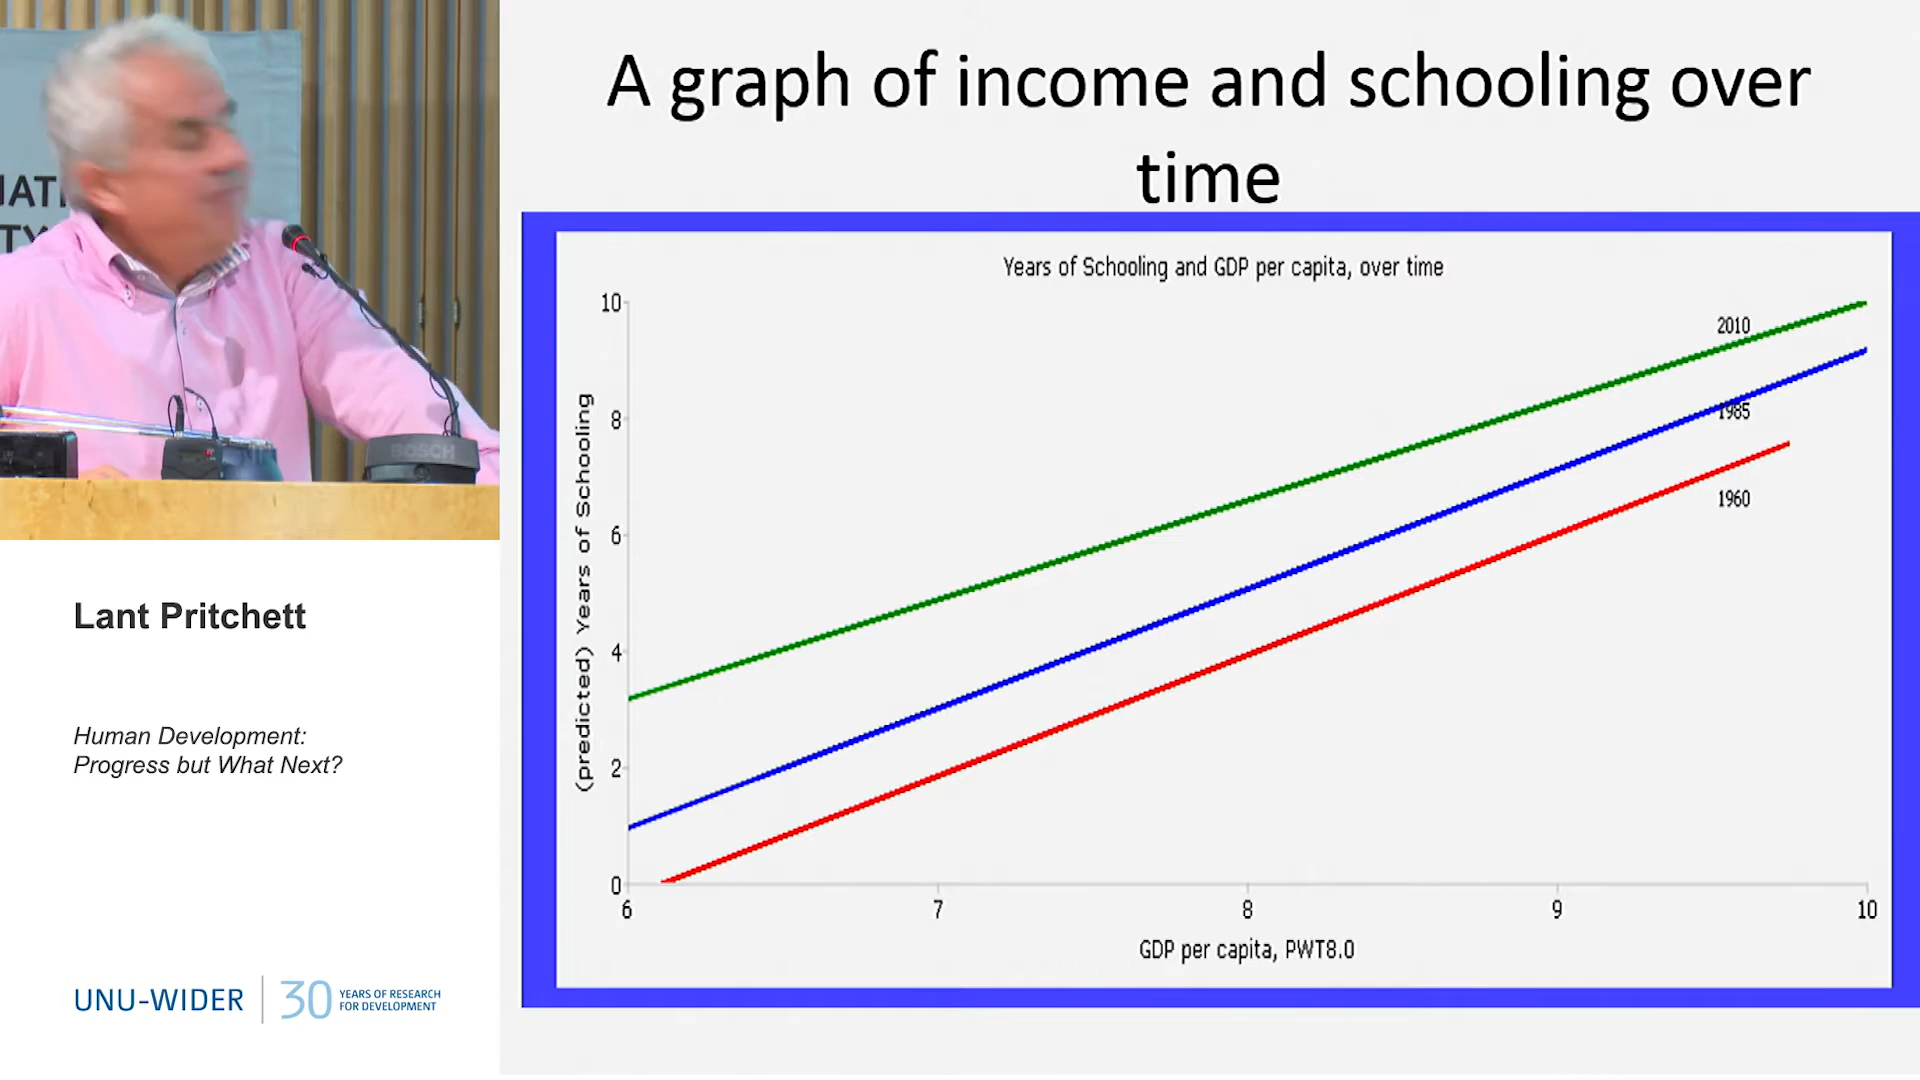 A graph of income and schooling over
time
Years of Schooling and GDP per capita, over time
10
8
6
4
2
0
(predicted) Years of Schooling
2010
1985
1960
6 7 8 9 10
GDP per capita, PWT8.0
BOSCH
Lant Pritchett
Human Development:
Progress but What Next?
UNU-WIDER
30
YEARS OF RESEARCH
FOR DEVELOPMENT